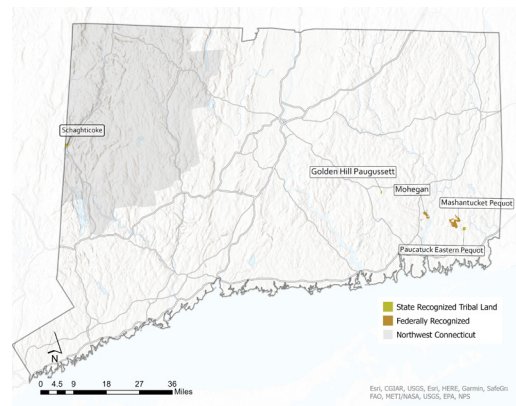 Schaghticoke
Golden Hill Paugussett
Mohegan
Mashantucket Pequot
Paucatuck Eastern Pequot
State Recognized Tribal Land
Federally Recognized
Northwest Connecticut
N
0 4.5 9 18 27 36
Miles
Esri, CGIAR, USGS, Esri, HERE, Garmin, SafeGr
FAO, METI/NASA, USGS, EPA, NPS